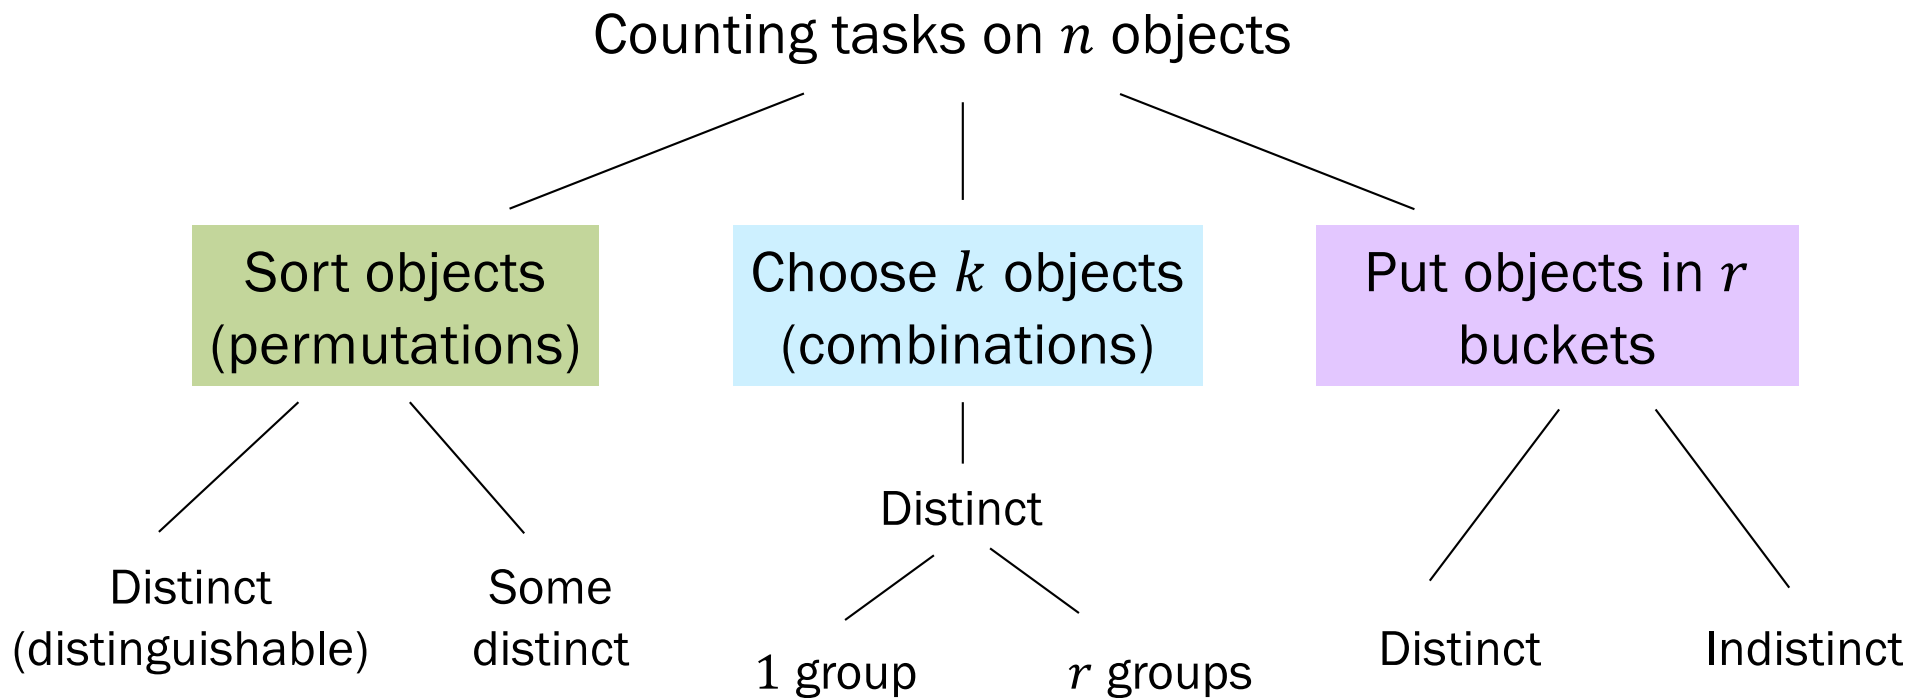 Counting tasks on n objects
Sort objects
(permutations)
Choose k objects
(combinations)
Put objects in r
buckets
Distinct
(distinguishable)
Some
distinct
Distinct
1 group
r groups
Distinct
Indistinct